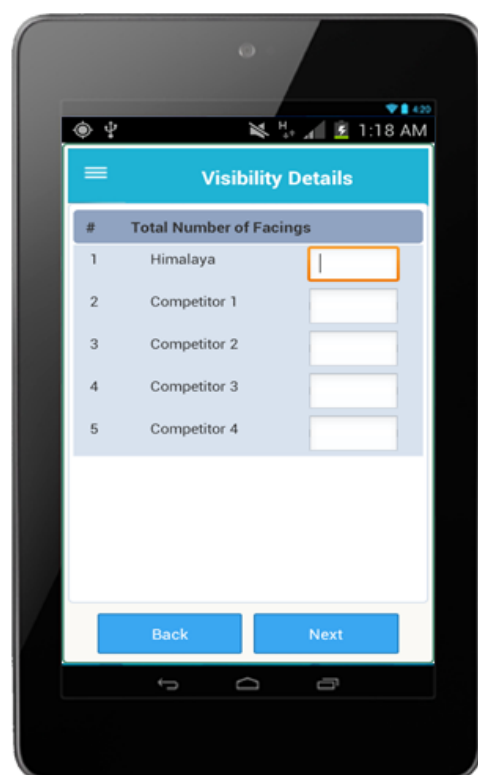 4:20
H 1:18 AM
Visibility Details
# Total Number of Facings
1 Himalaya
2 Competitor 1
3 Competitor 2
4 Competitor 3
5 Competitor 4
Back Next